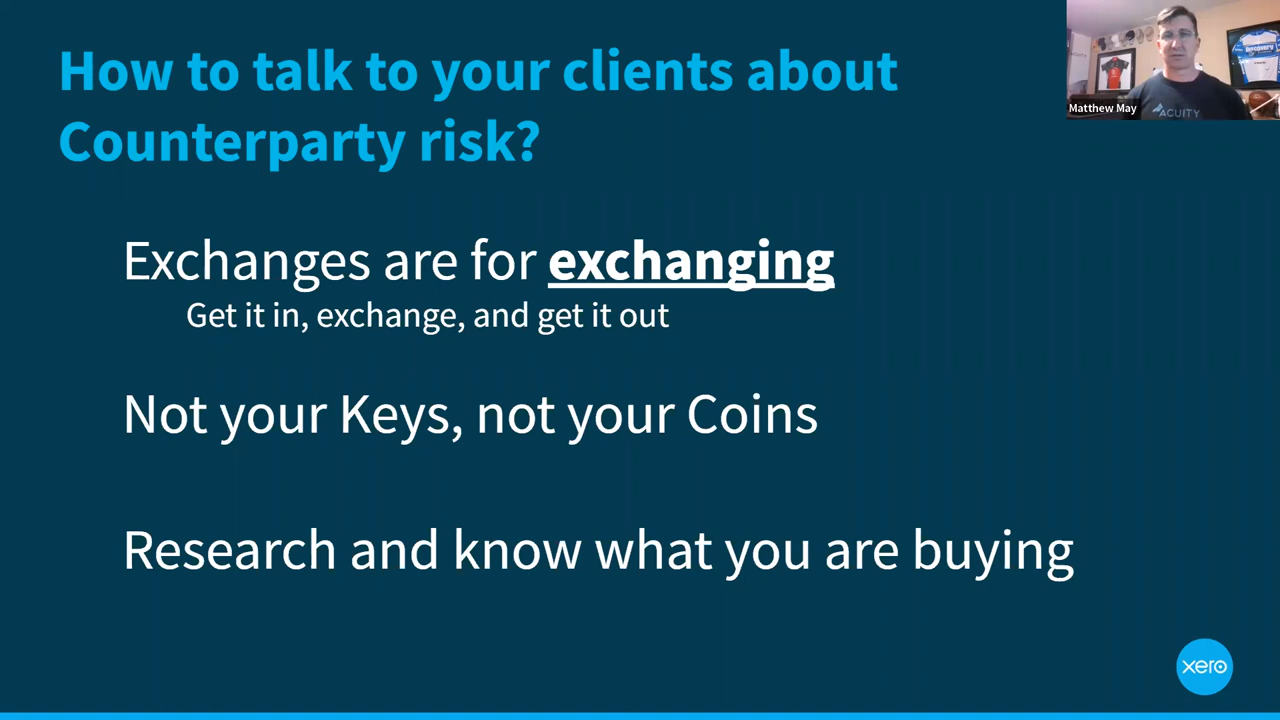 How to talk to your clients about
Counterparty risk?
Matthew May
ACUITY
Discovery
Exchanges are for exchanging
Get it in, exchange, and get it out
Not your Keys, not your Coins
Research and know what you are buying
xero